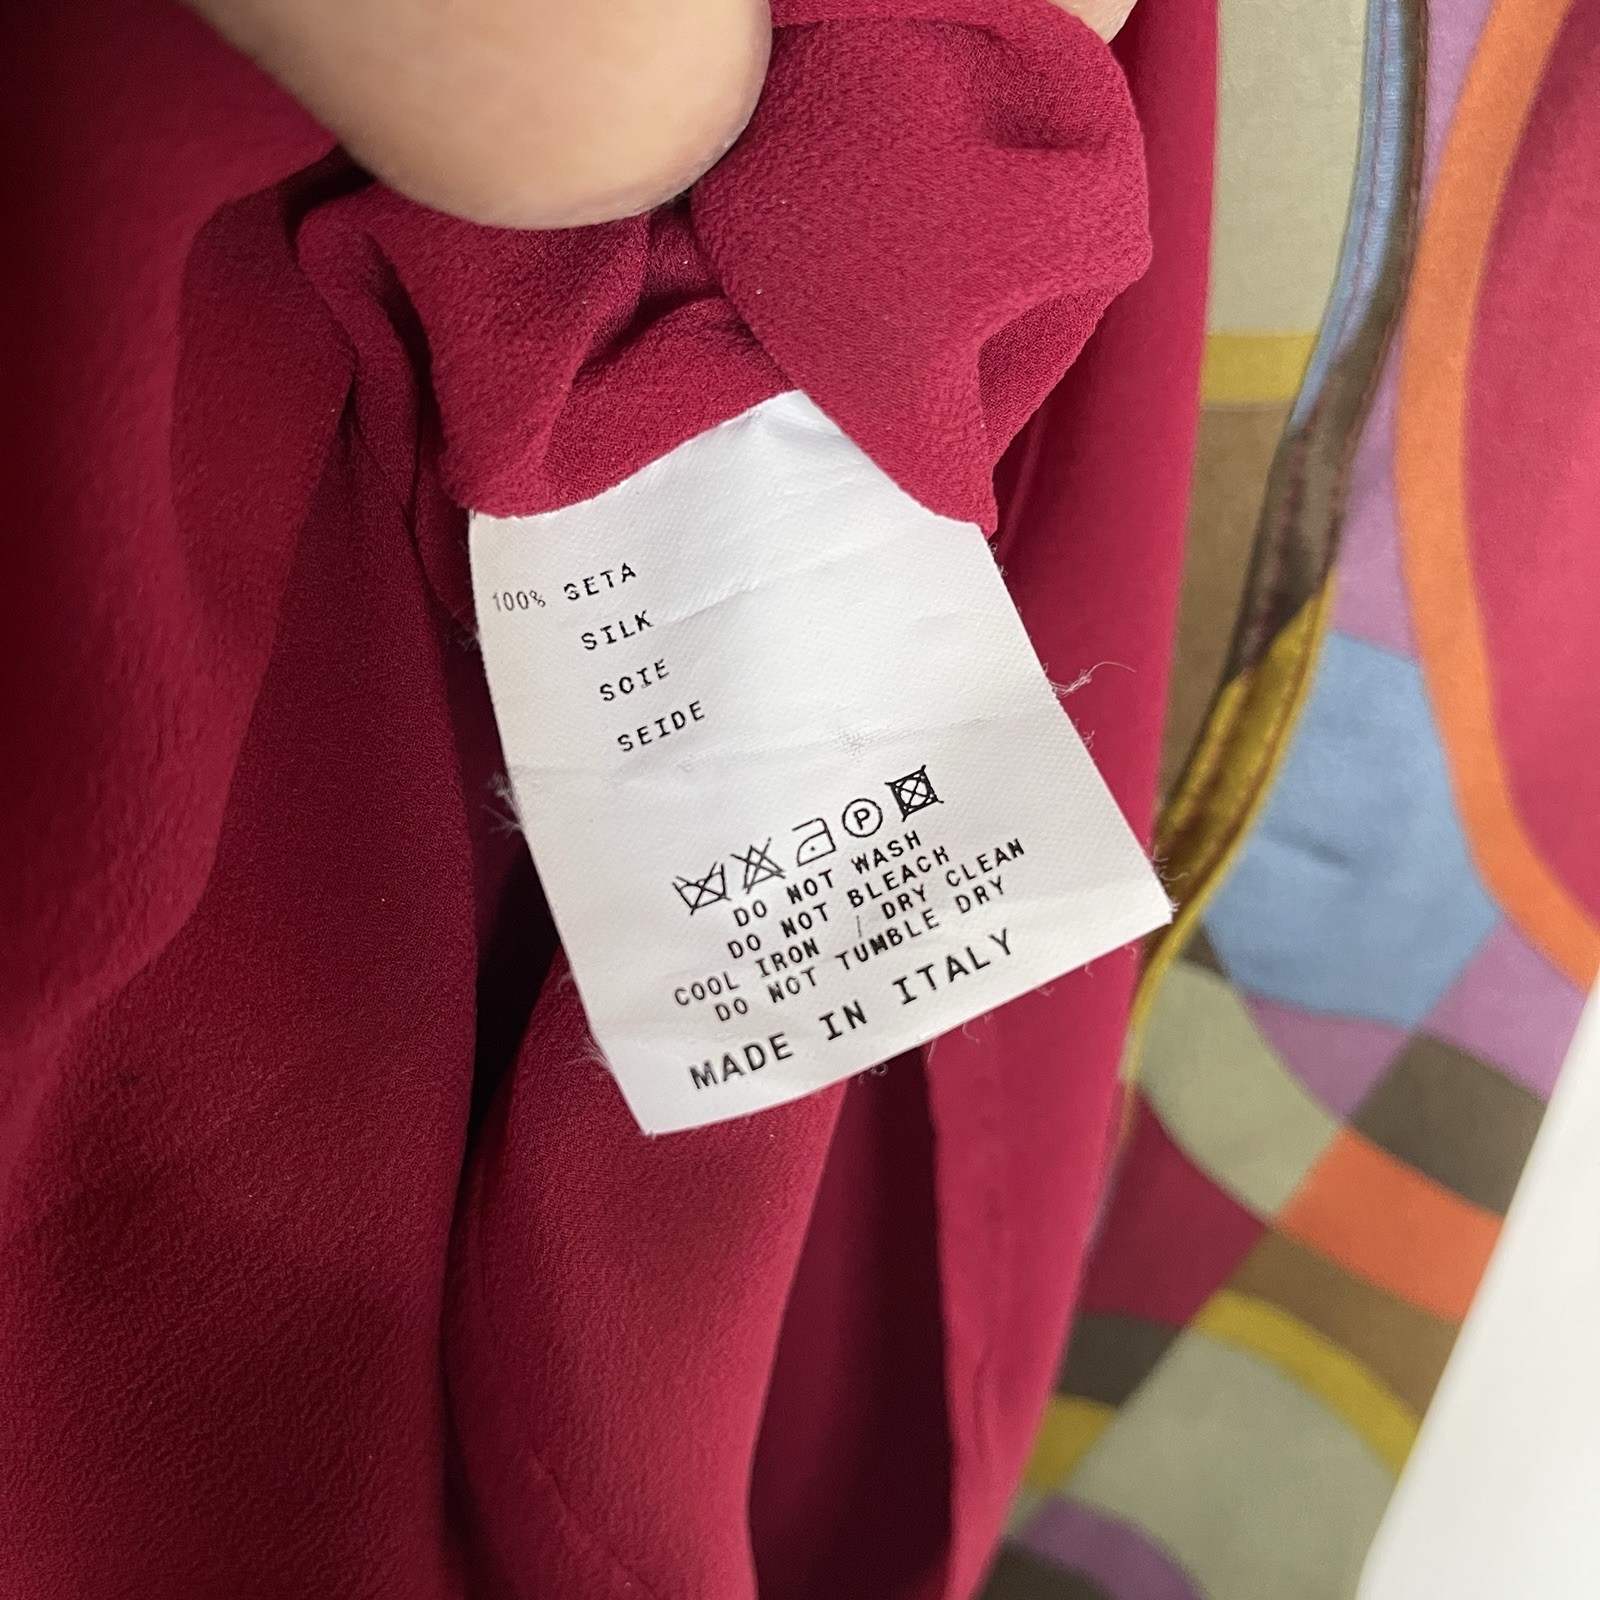 100% SETA
SILK
SOIE
SEIDE
P
DO NOT WASH
DO NOT BLEACH
COOL IRON / DRY CLEAN
DO NOT TUMBLE DRY
MADE IN ITALY